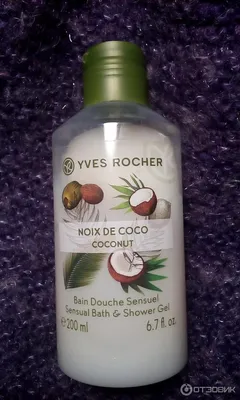 YVES ROCHER
NOIX DE COCO
COCONUT
Bain Douche Sensuel
Sensual Bath & Shower Gel
e 200 ml 6.7 fl. oz.
ОТЗОВИК